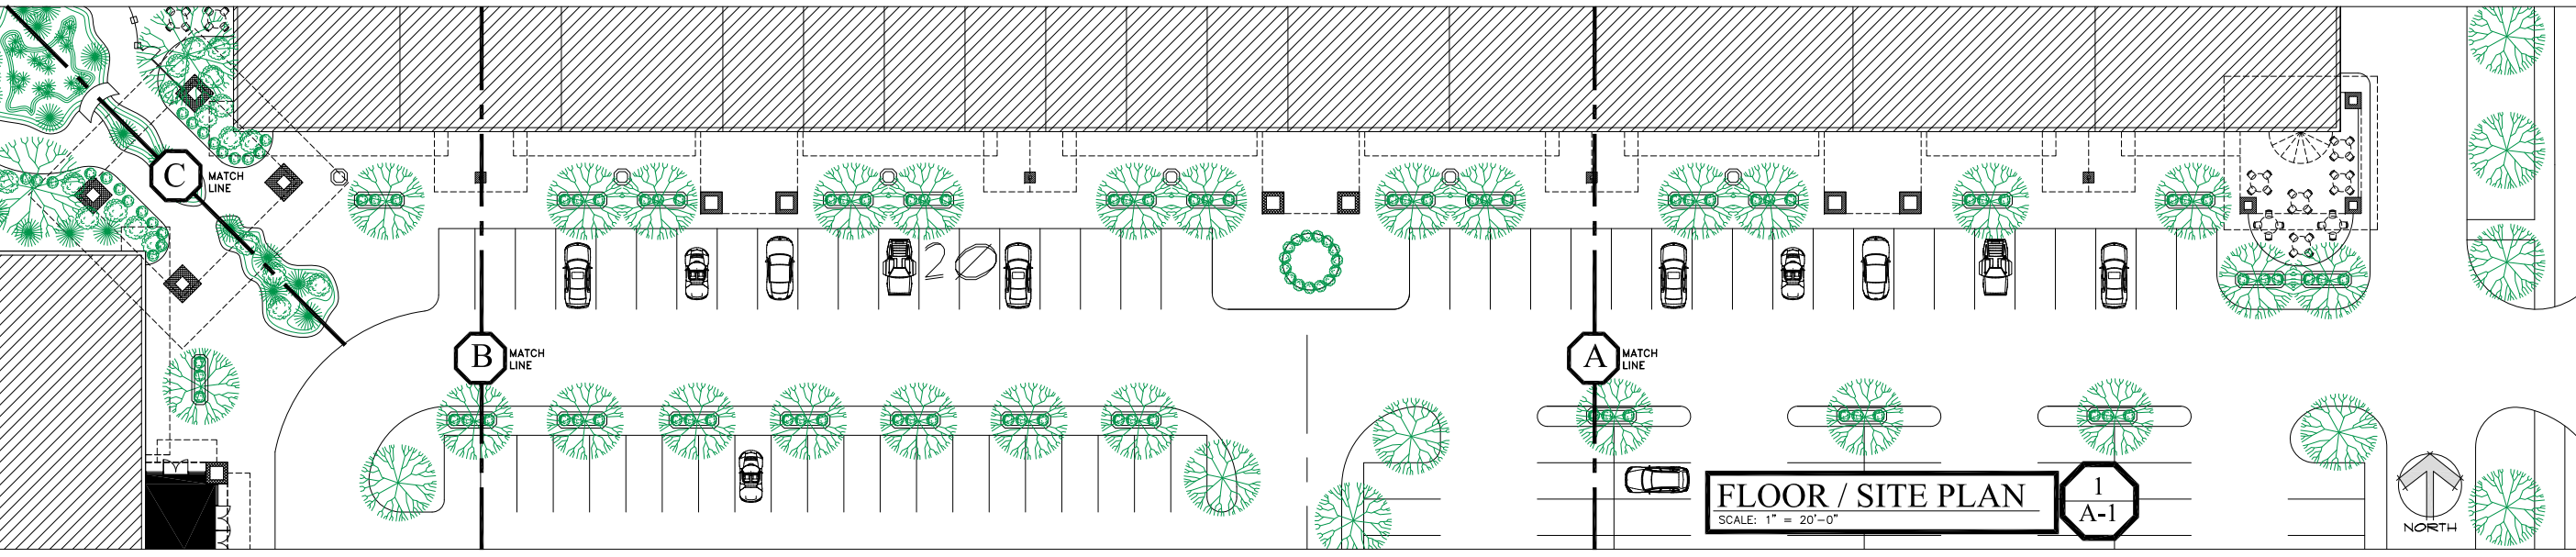 C
MATCH
LINE
20
B
MATCH
LINE
A
MATCH
LINE
FLOOR / SITE PLAN
SCALE: 1" = 20'-0"
1
A-1
NORTH